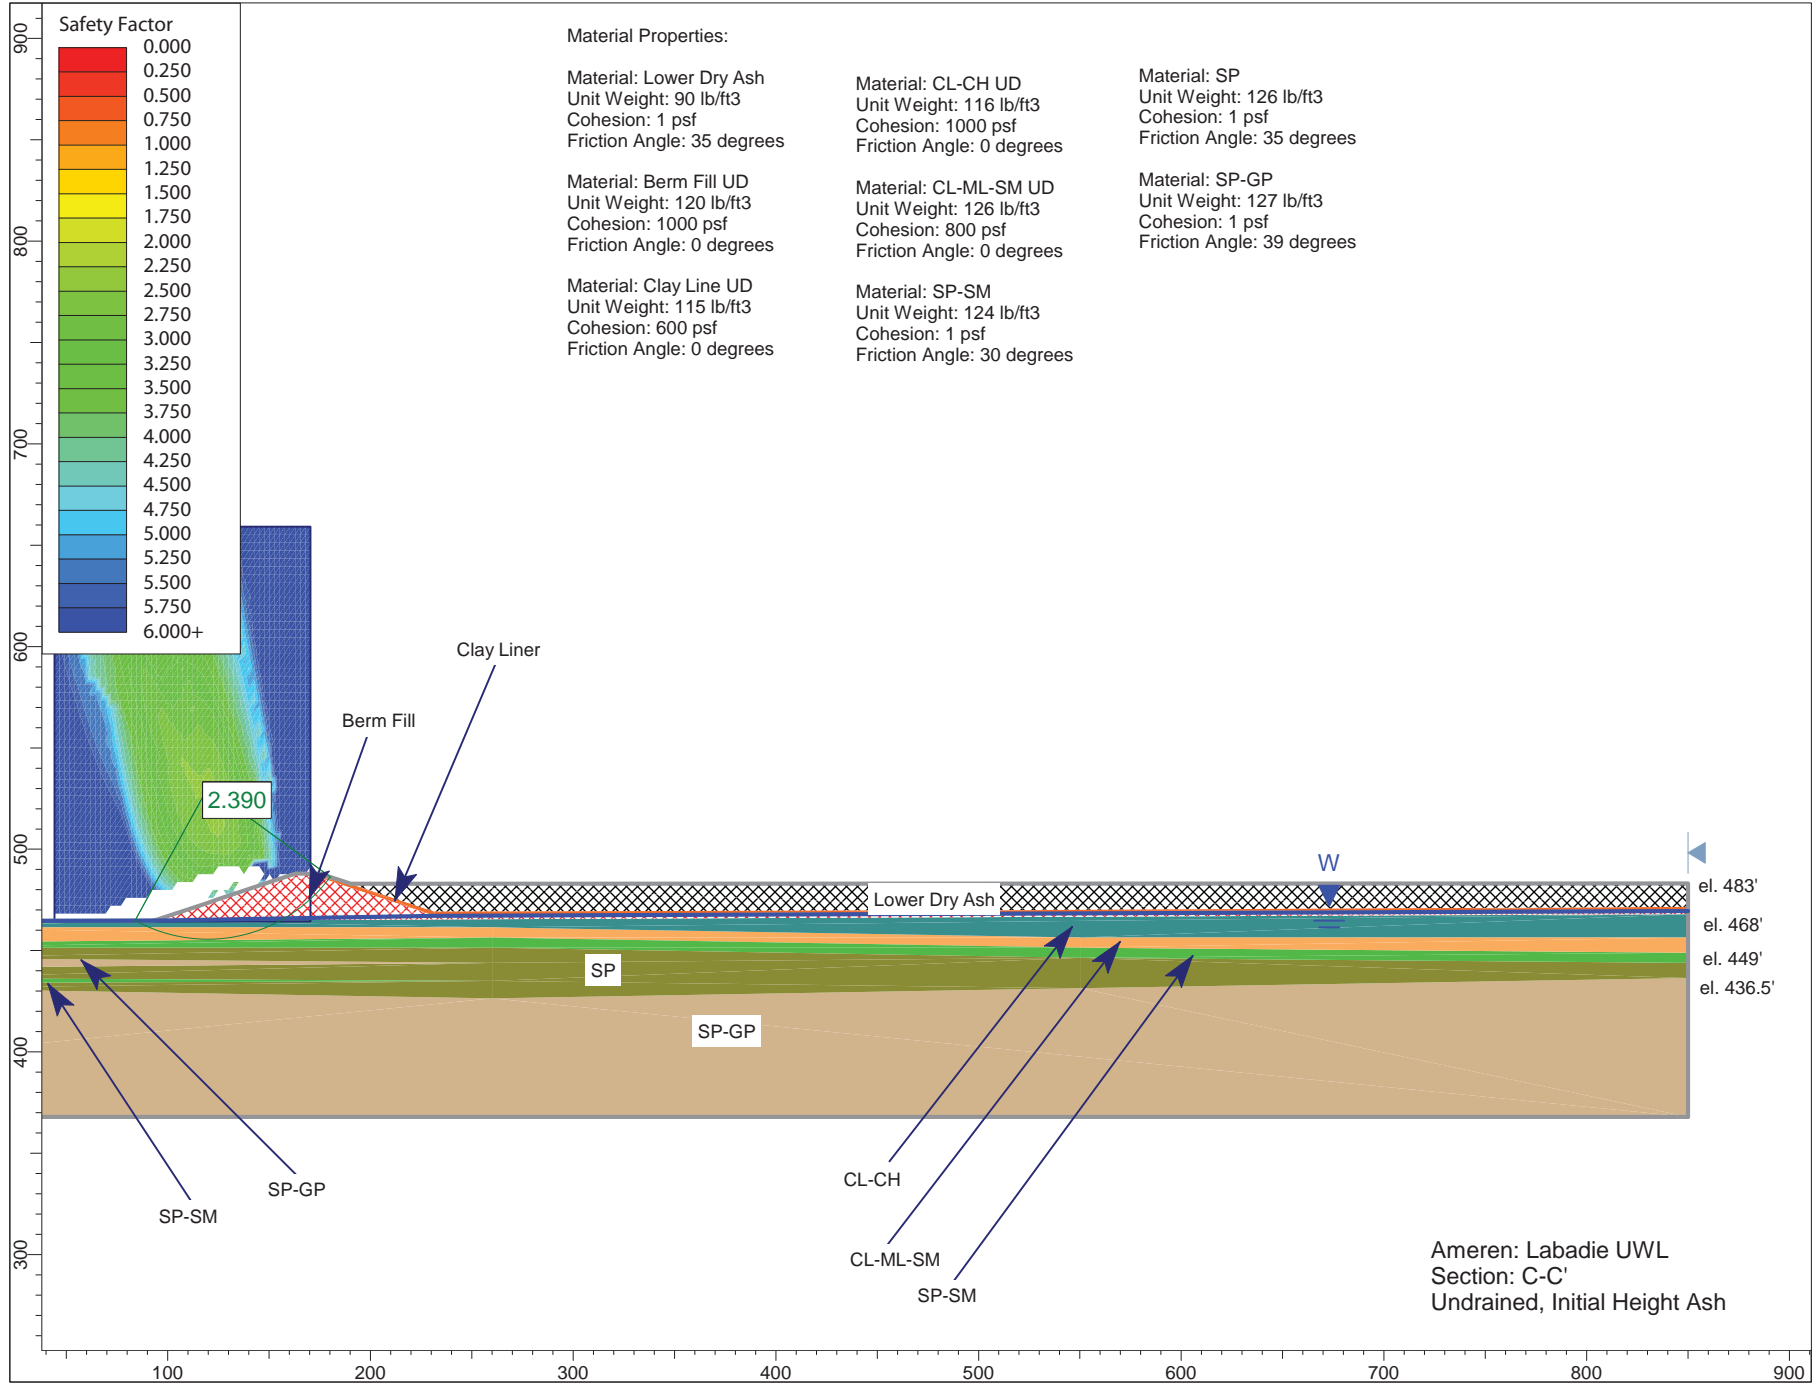 Safety Factor
0.000
0.250
0.500
0.750
1.000
1.250
1.500
1.750
2.000
2.250
2.500
2.750
3.000
3.250
3.500
3.750
4.000
4.250
4.500
4.750
5.000
5.250
5.500
5.750
6.000+
Material Properties:
Material: Lower Dry Ash
Unit Weight: 90 lb/ft3
Cohesion: 1 psf
Friction Angle: 35 degrees
Material: Berm Fill UD
Unit Weight: 120 lb/ft3
Cohesion: 1000 psf
Friction Angle: 0 degrees
Material: Clay Line UD
Unit Weight: 115 lb/ft3
Cohesion: 600 psf
Friction Angle: 0 degrees
Material: CL-CH UD
Unit Weight: 116 lb/ft3
Cohesion: 1000 psf
Friction Angle: 0 degrees
Material: CL-ML-SM UD
Unit Weight: 126 lb/ft3
Cohesion: 800 psf
Friction Angle: 0 degrees
Material: SP-SM
Unit Weight: 124 lb/ft3
Cohesion: 1 psf
Friction Angle: 30 degrees
Material: SP
Unit Weight: 126 lb/ft3
Cohesion: 1 psf
Friction Angle: 35 degrees
Material: SP-GP
Unit Weight: 127 lb/ft3
Cohesion: 1 psf
Friction Angle: 39 degrees
900
800
700
600
500
400
300
Clay Liner
Berm Fill
2.390
W
Lower Dry Ash
el. 483'
el. 468'
el. 449'
el. 436.5'
SP
SP-GP
SP-GP
SP-SM
CL-CH
CL-ML-SM
SP-SM
Ameren: Labadie UWL
Section: C-C'
Undrained, Initial Height Ash
100
200
300
400
500
600
700
800
900